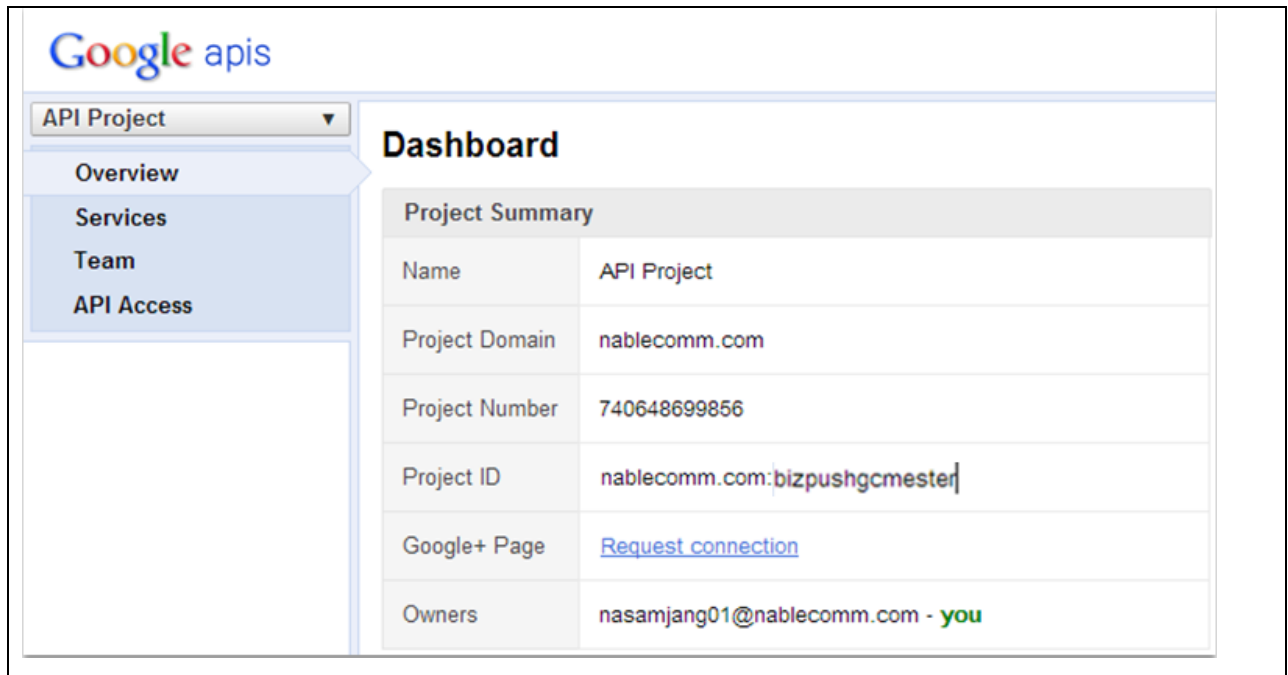 Google apis
API Project
Overview
Services
Team
API Access
Dashboard
Project Summary
Name API Project
Project Domain nablecomm.com
Project Number 740648699856
Project ID nablecomm.com:bizpushgcmester
Google+ Page Request connection
Owners nasamjang01@nablecomm.com - you